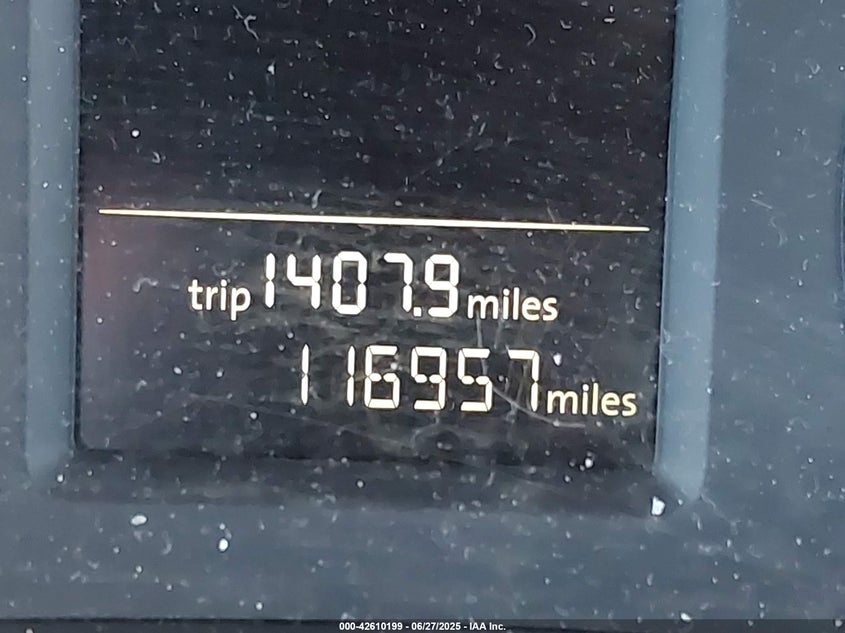 trip 1407.9 miles
116957 miles
000-42610199 - 06/27/2025 - IAA Inc.